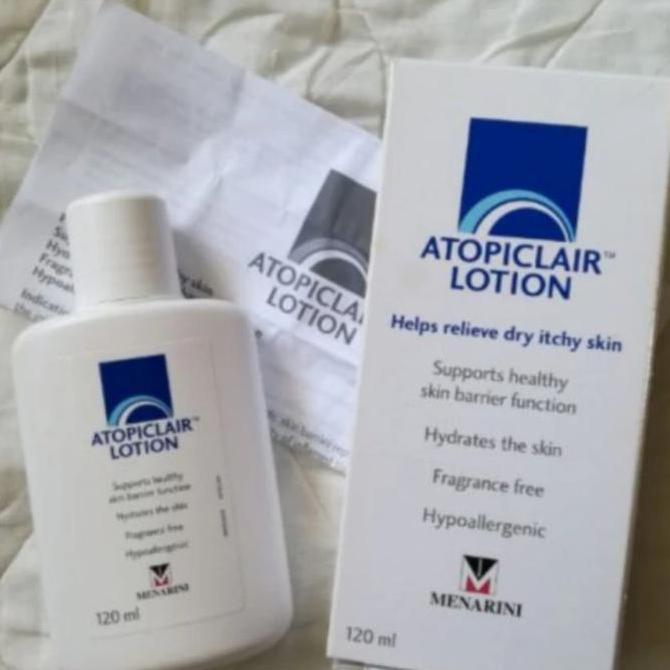 ATOPICLAIR™
LOTION
Helps relieve dry itchy skin
Supports healthy
skin barrier function
Hydrates the skin
Fragrance free
Hypoallergenic
MENARINI
120 ml
ATOPICLAIR™
LOTION
Supports healthy
skin barrier function
Hydrates the skin
Fragrance free
Hypoallergenic
MENARINI
120 ml
LOTION